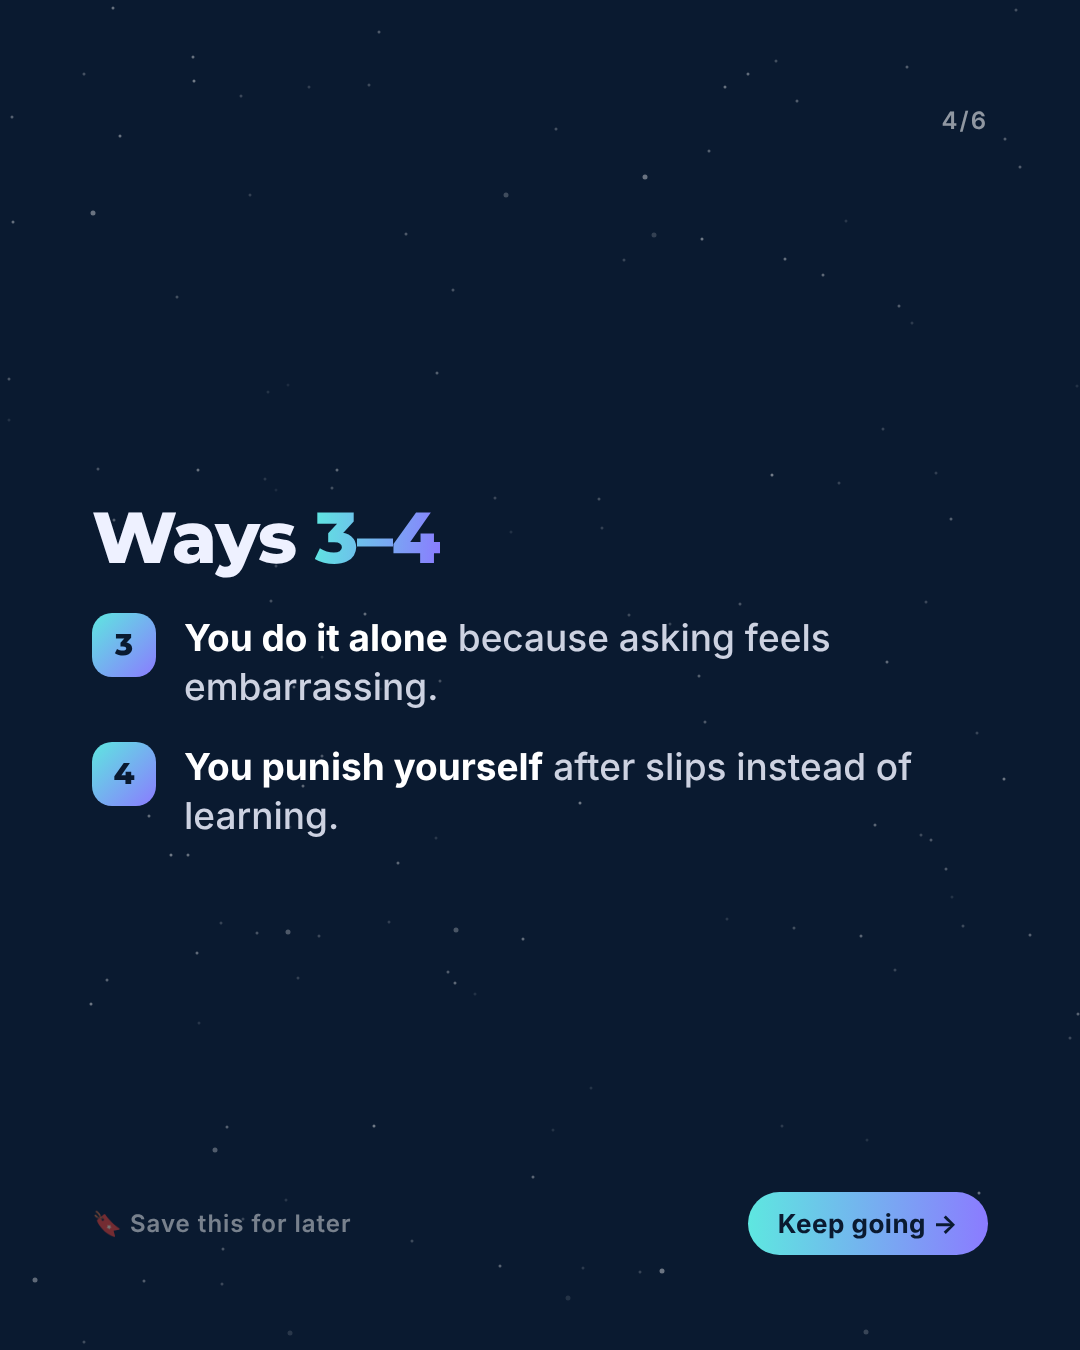 4/6
Ways 3–4
3
You do it alone because asking feels
embarrassing.
4
You punish yourself after slips instead of
learning.
🔖 Save this for later
Keep going →